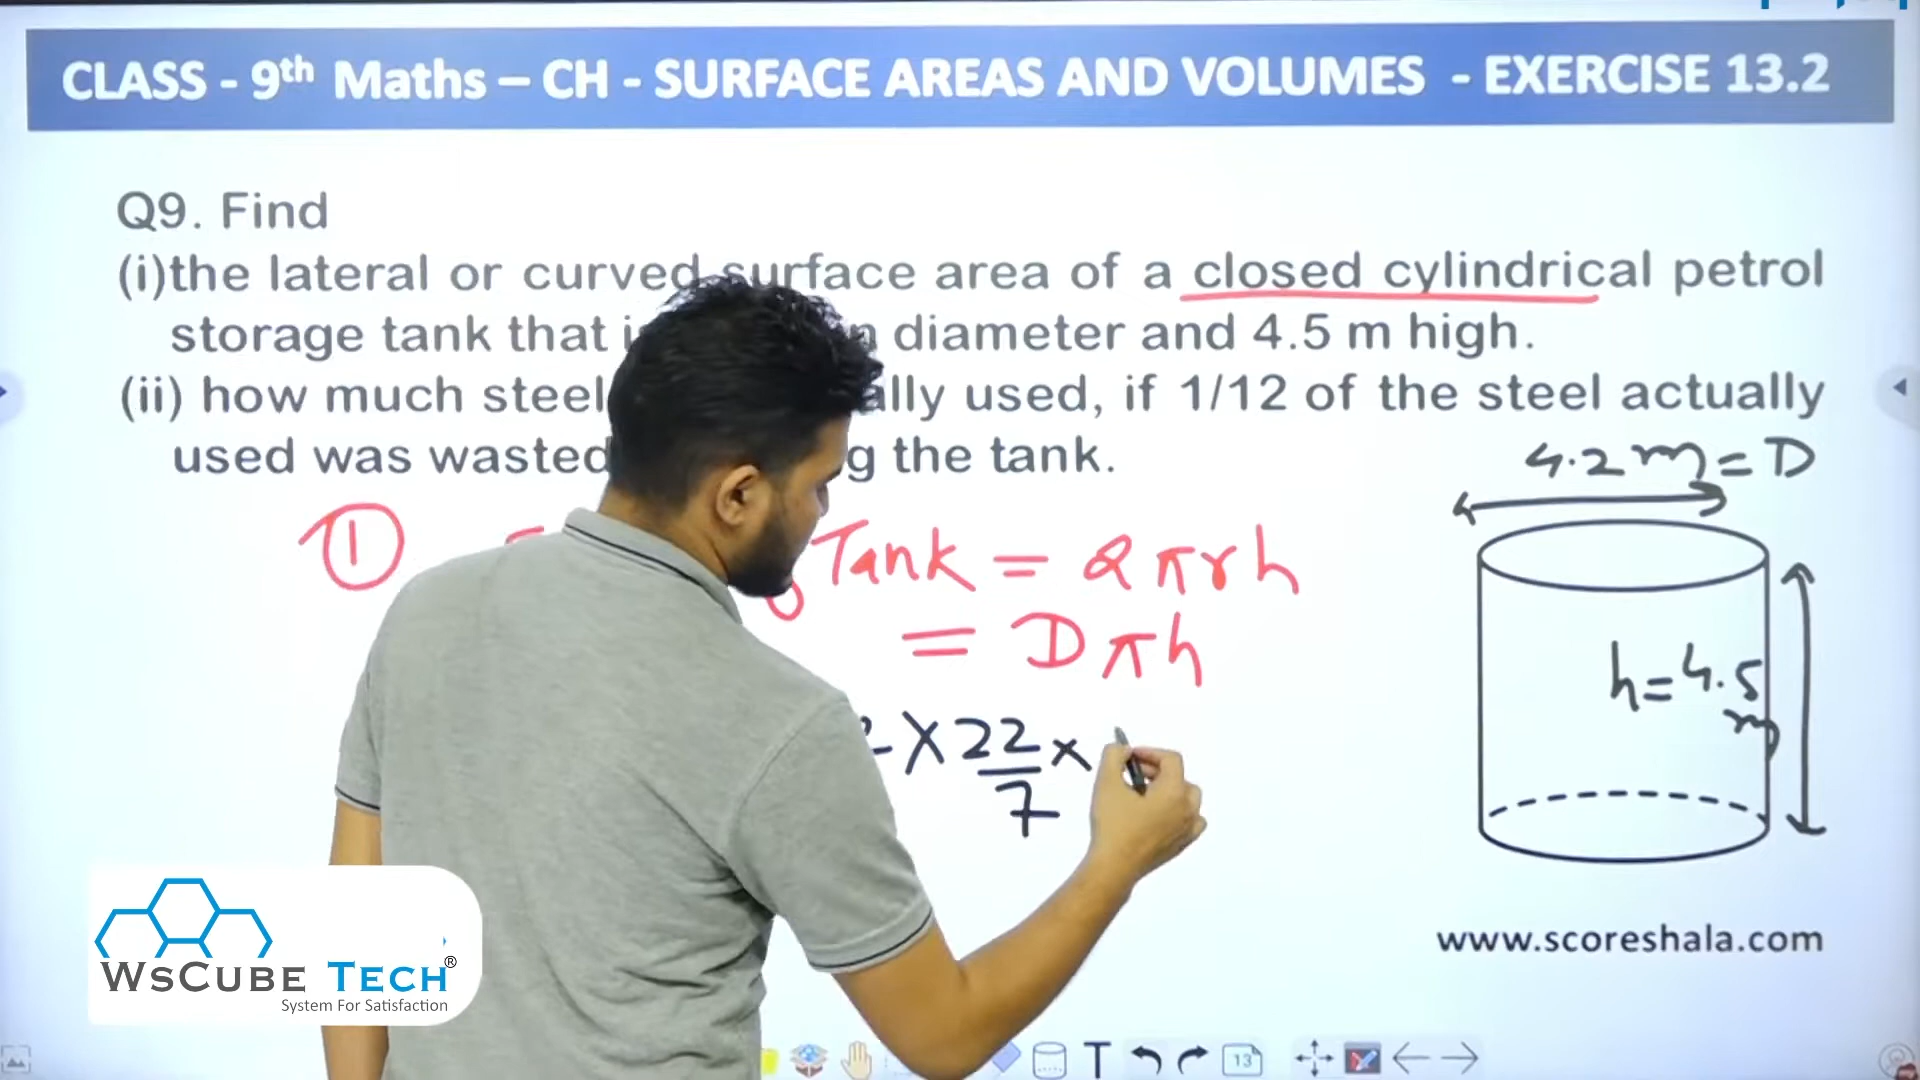 CLASS - 9th Maths – CH - SURFACE AREAS AND VOLUMES - EXERCISE 13.2
Q9. Find
(i)the lateral or curved surface area of a closed cylindrical petrol
storage tank that diameter and 4.5 m high.
(ii) how much steel used, if 1/12 of the steel actually
used was wasted the tank.
4.2 m = D
1 Tank = 2πrh
= Dπh
h = 4.5 m
X 22/7 x
www.scoreshala.com
WSCUBE TECH®
System For Satisfaction
T
13